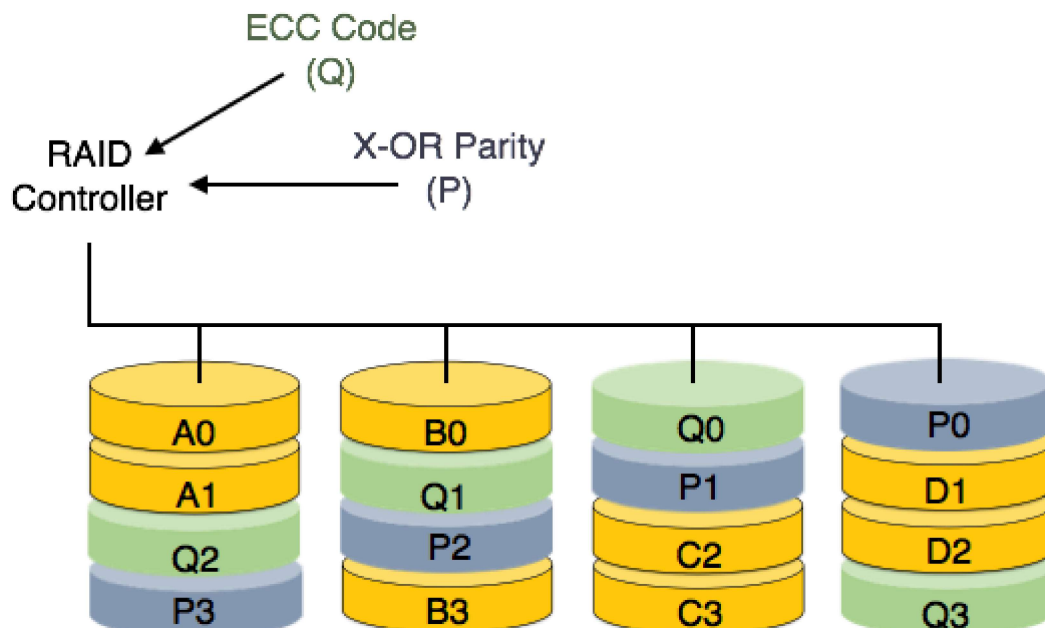 ECC Code
(Q)
X-OR Parity
(P)
RAID
Controller
A0 B0 Q0 P0
A1 Q1 P1 D1
Q2 P2 C2 D2
P3 B3 C3 Q3